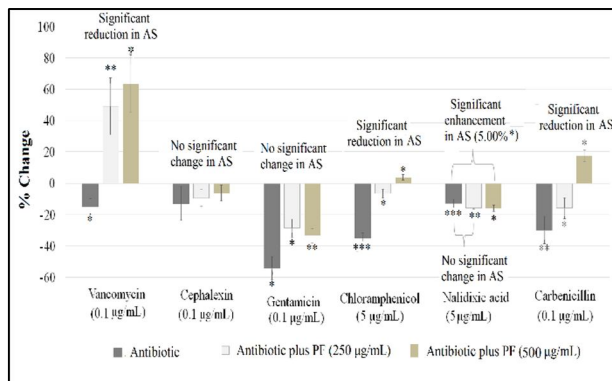 Significant
reduction in AS
100
80
60
40
20
0
-20
-40
-60
% Change
*
**
*
No significant
change in AS
No significant
change in AS
*
*
**
Significant
reduction in AS
***
*
*
Significant
enhancement
in AS (5.00%*)
***
**
*
No significant
change in AS
Significant
reduction in AS
**
*
*
Vancomycin
(0.1 µg/mL)
Cephalexin
(0.1 µg/mL)
Gentamicin
(0.1 µg/mL)
Chloramphenicol
(5 µg/mL)
Nalidixic acid
(5µg/mL)
Carbenicillin
(0.1 µg/mL)
Antibiotic
Antibiotic plus PF (250 µg/mL)
Antibiotic plus PF (500 µg/mL)